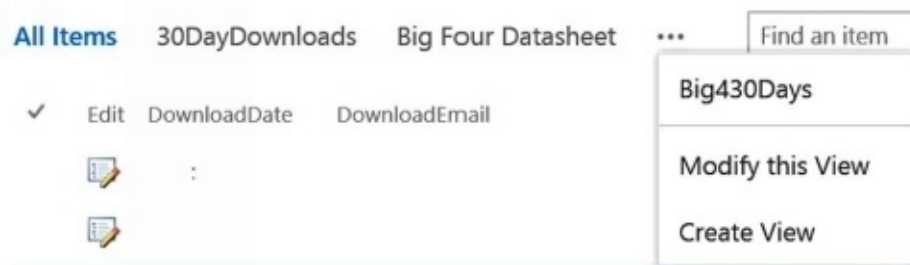 All Items 30DayDownloads Big Four Datasheet ... Find an item
Big430Days
Edit DownloadDate DownloadEmail
:
Modify this View
Create View